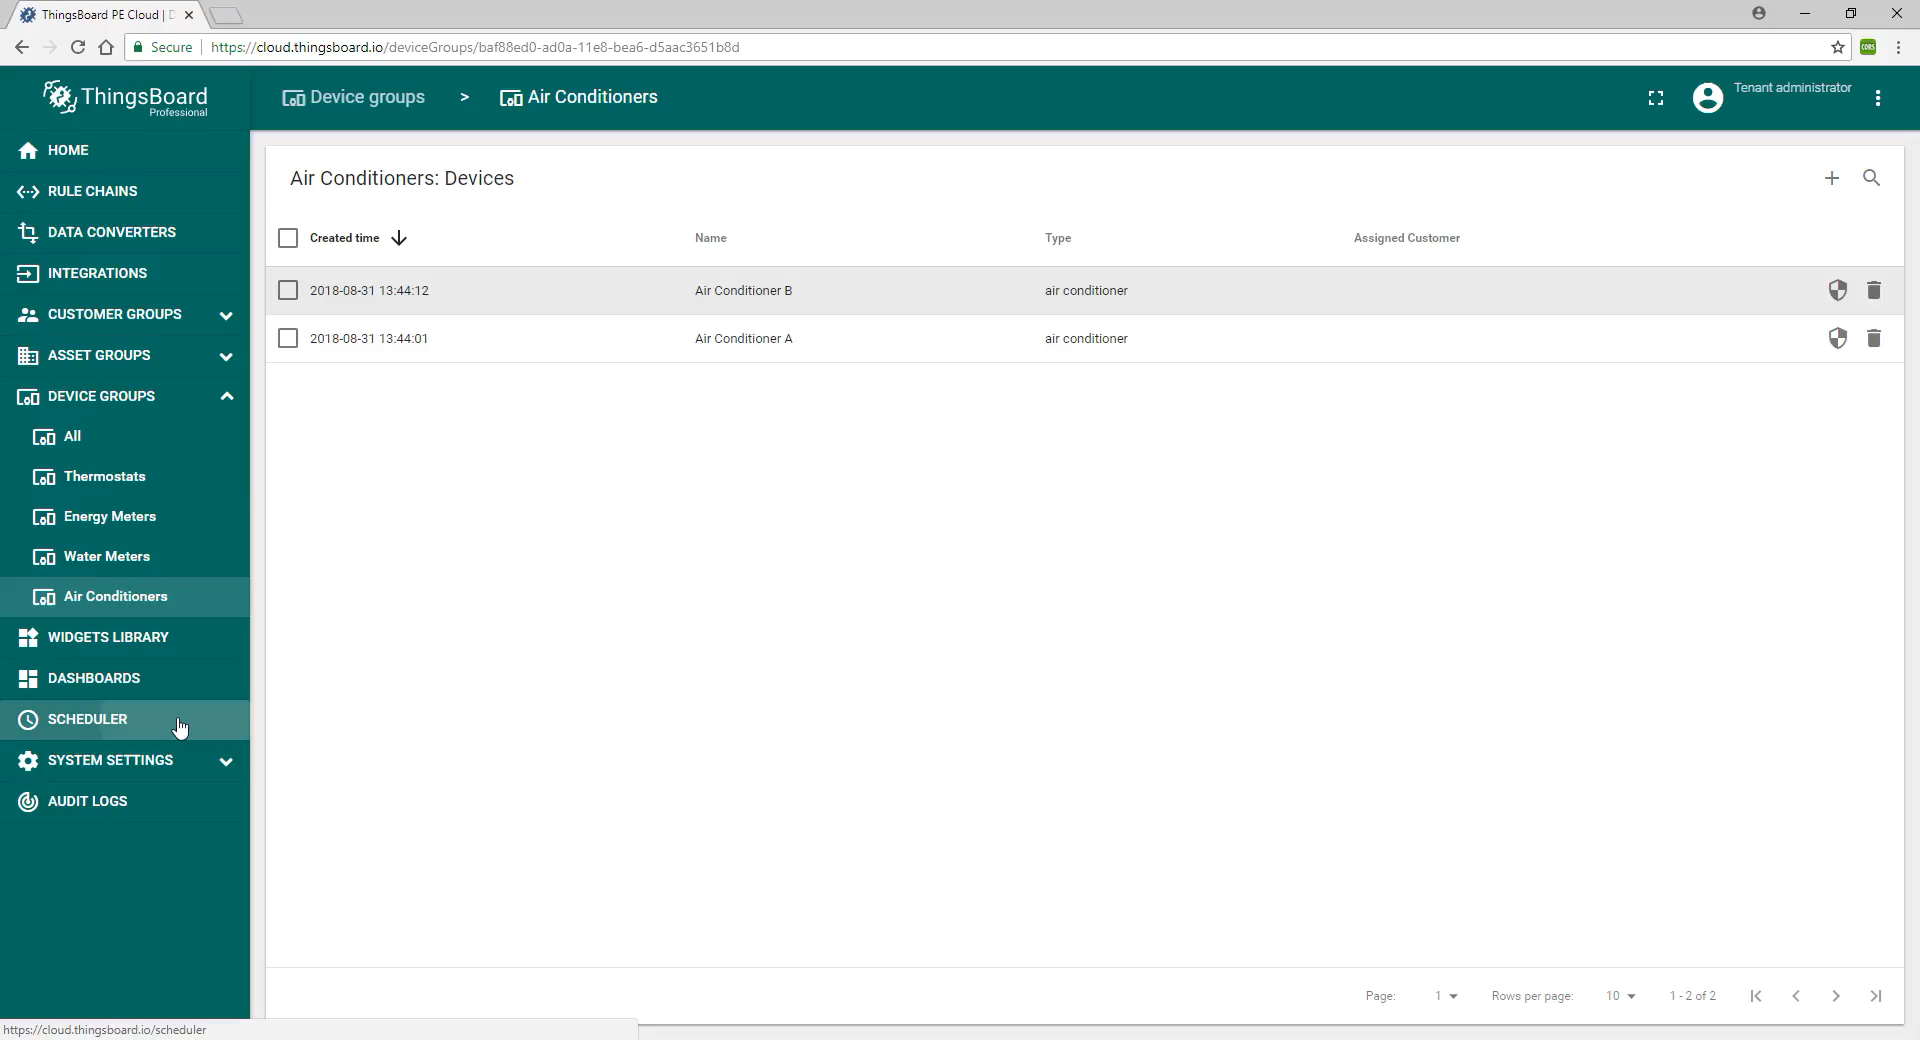 ThingsBoard PE Cloud | D
Secure
https://cloud.thingsboard.io/deviceGroups/baf88ed0-ad0a-11e8-bea6-d5aac3651b8d
CORS
ThingsBoard
Professional
Device groups > Air Conditioners
Tenant administrator
HOME
RULE CHAINS
DATA CONVERTERS
INTEGRATIONS
CUSTOMER GROUPS
ASSET GROUPS
DEVICE GROUPS
All
Thermostats
Energy Meters
Water Meters
Air Conditioners
WIDGETS LIBRARY
DASHBOARDS
SCHEDULER
SYSTEM SETTINGS
AUDIT LOGS
Air Conditioners: Devices
Created time Name Type Assigned Customer
2018-08-31 13:44:12 Air Conditioner B air conditioner
2018-08-31 13:44:01 Air Conditioner A air conditioner
Page: 1 Rows per page: 10 1 - 2 of 2
https://cloud.thingsboard.io/scheduler